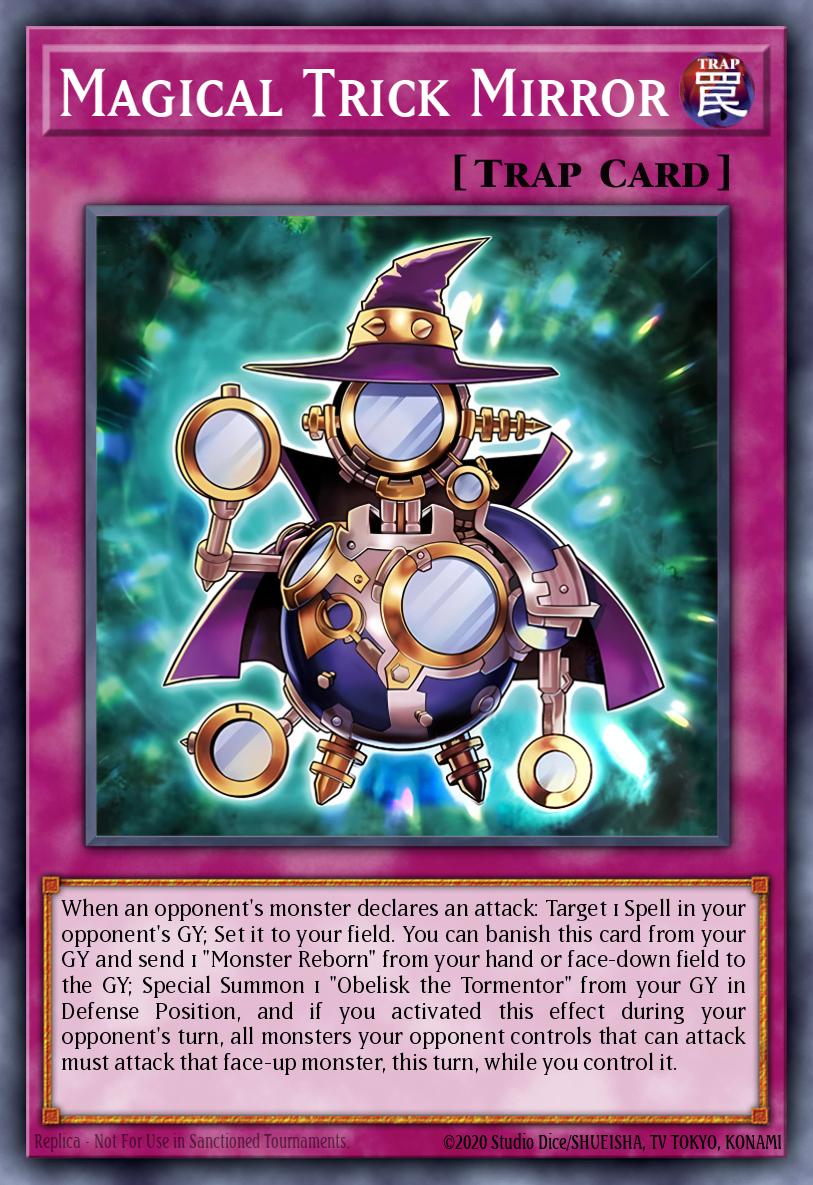 Magical Trick Mirror
TRAP
罠
[Trap Card]
When an opponent's monster declares an attack: Target 1 Spell in your
opponent's GY; Set it to your field. You can banish this card from your
GY and send 1 "Monster Reborn" from your hand or face-down field to
the GY; Special Summon 1 "Obelisk the Tormentor" from your GY in
Defense Position, and if you activated this effect during your
opponent's turn, all monsters your opponent controls that can attack
must attack that face-up monster, this turn, while you control it.
Replica - Not For Use in Sanctioned Tournaments.
©2020 Studio Dice/SHUEISHA, TV TOKYO, KONAMI